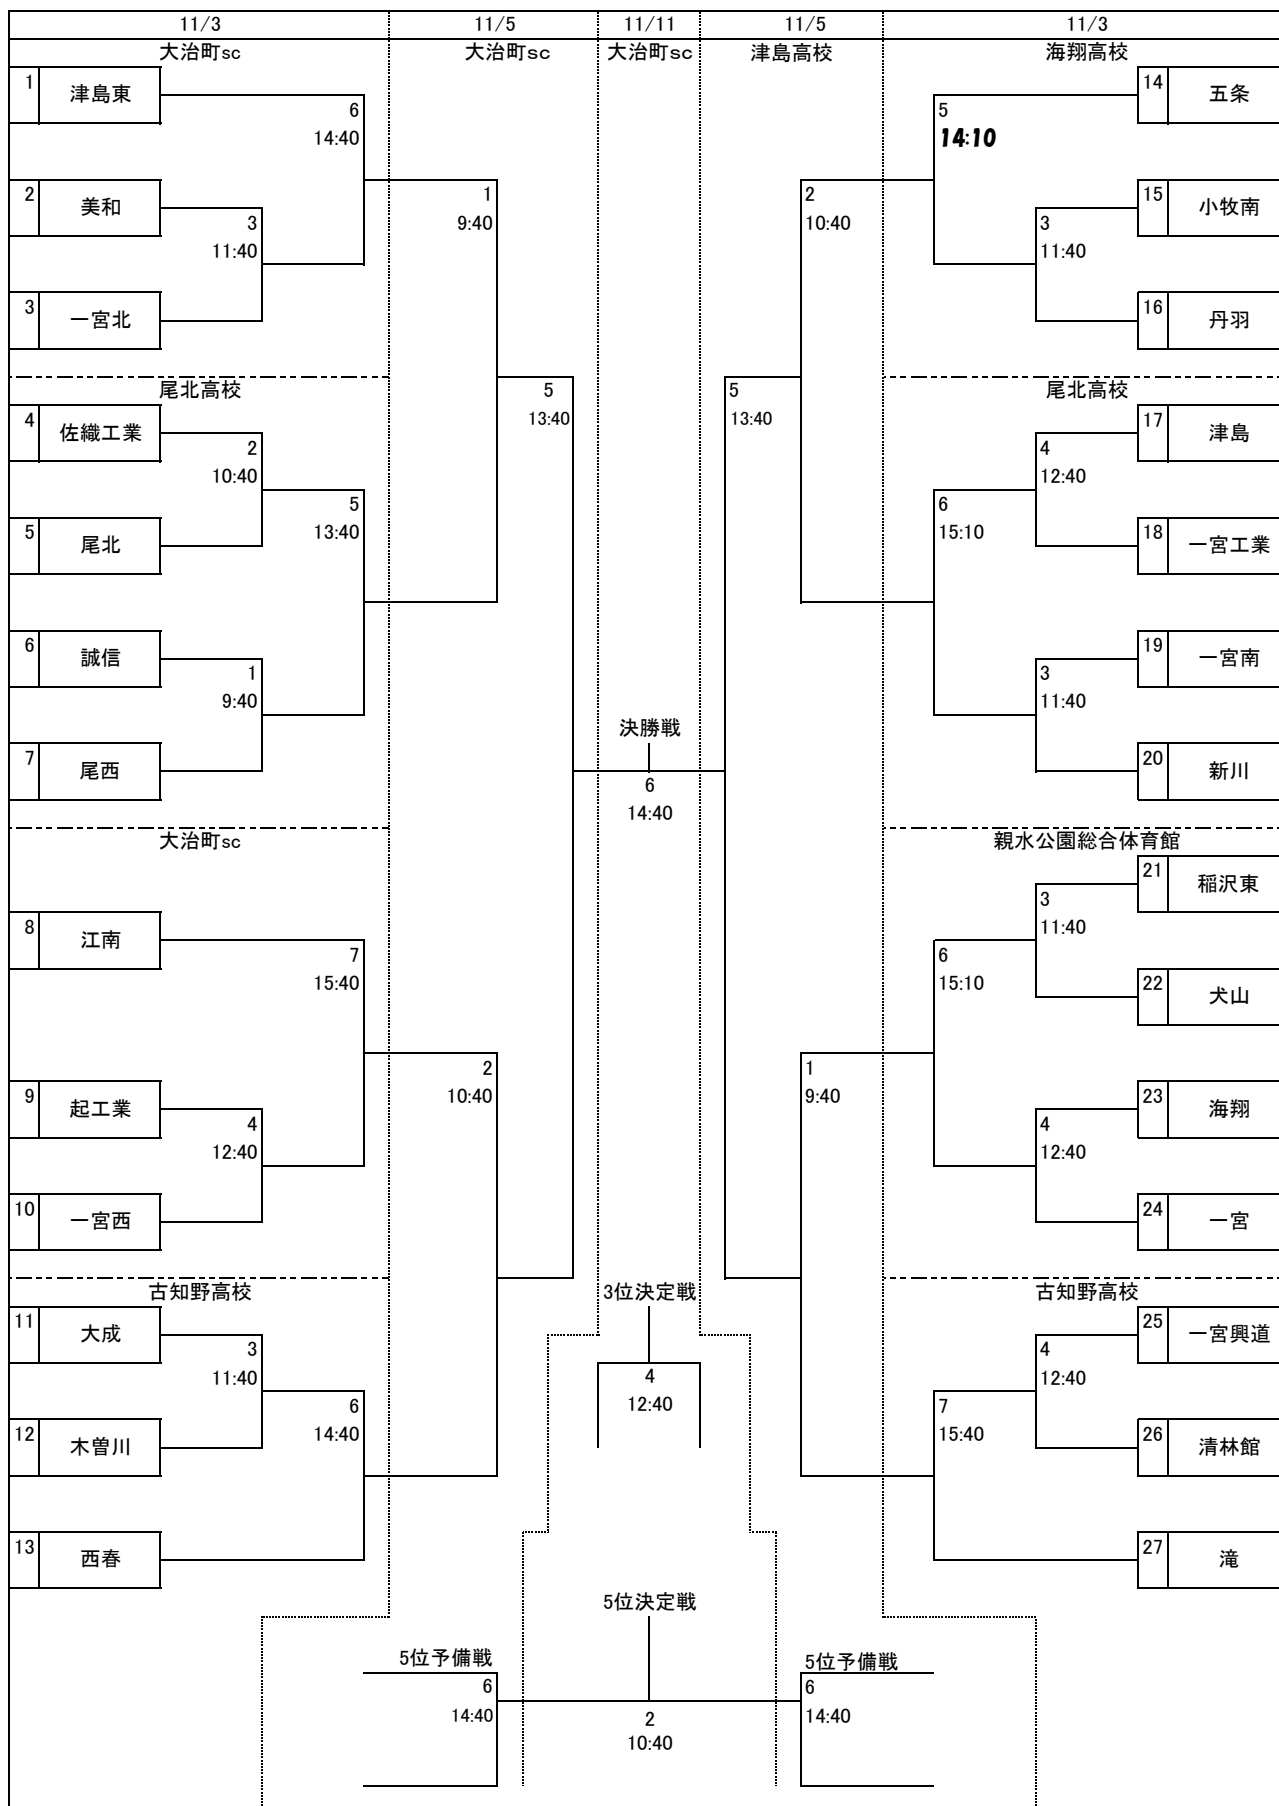 11/3 11/5 11/11 11/5 11/3
大治町sc 大治町sc 大治町sc 津島高校 海翔高校
1 津島東
6
14:40
2 美和
3
11:40
3 一宮北
1
9:40
尾北高校
4 佐織工業
2
10:40
5 尾北
5
13:40
6 誠信
1
9:40
7 尾西
5
13:40
大治町sc
8 江南
7
15:40
9 起工業
4
12:40
10 一宮西
2
10:40
古知野高校
11 大成
3
11:40
12 木曽川
6
14:40
13 西春
決勝戦
6
14:40
3位決定戦
4
12:40
5位決定戦
2
10:40
5位予備戦
6
14:40
5位予備戦
6
14:40
14 五条
5
14:10
15 小牧南
3
11:40
16 丹羽
2
10:40
尾北高校
17 津島
4
12:40
18 一宮工業
6
15:10
19 一宮南
3
11:40
20 新川
5
13:40
親水公園総合体育館
21 稲沢東
3
11:40
22 犬山
6
15:10
23 海翔
4
12:40
24 一宮
1
9:40
古知野高校
25 一宮興道
4
12:40
26 清林館
7
15:40
27 滝